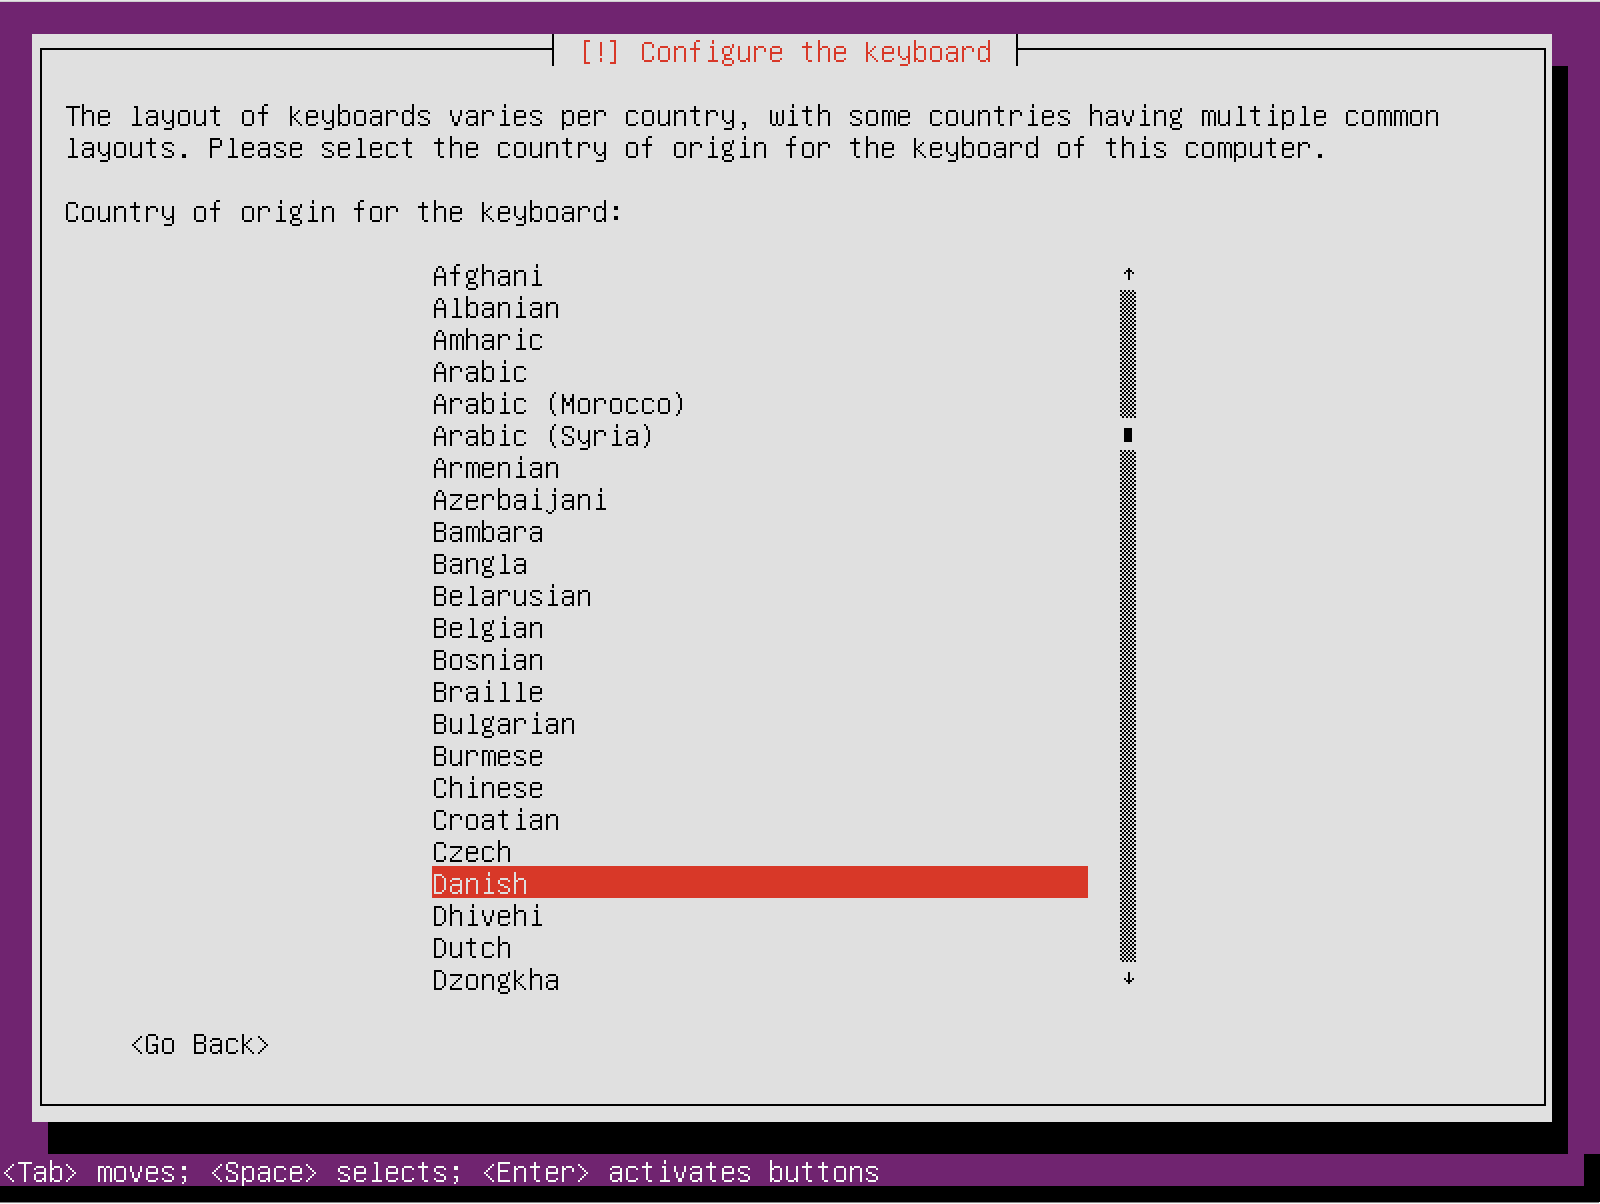 [!] Configure the keyboard
The layout of keyboards varies per country, with some countries having multiple common
layouts. Please select the country of origin for the keyboard of this computer.
Country of origin for the keyboard:
Afghani
Albanian
Amharic
Arabic
Arabic (Morocco)
Arabic (Syria)
Armenian
Azerbaijani
Bambara
Bangla
Belarusian
Belgian
Bosnian
Braille
Bulgarian
Burmese
Chinese
Croatian
Czech
Danish
Dhivehi
Dutch
Dzongkha
<Go Back>
<Tab> moves; <Space> selects; <Enter> activates buttons